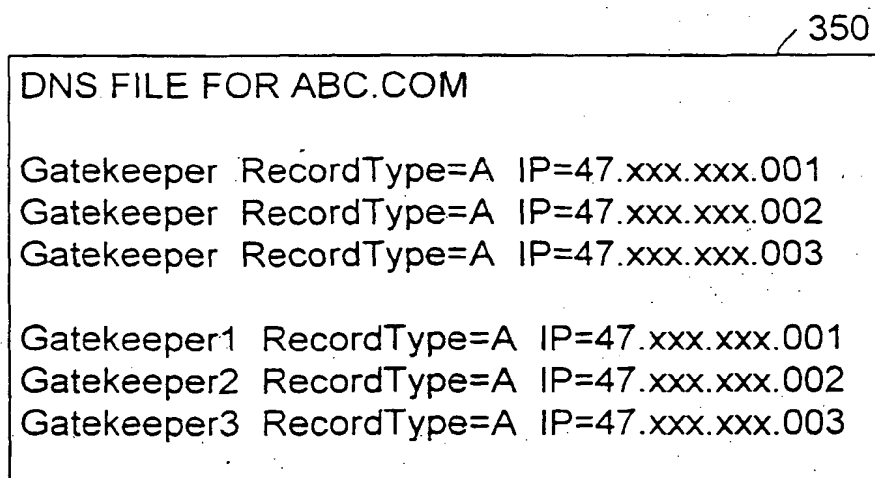 350
DNS FILE FOR ABC.COM
Gatekeeper RecordType=A IP=47.xxx.xxx.001
Gatekeeper RecordType=A IP=47.xxx.xxx.002
Gatekeeper RecordType=A IP=47.xxx.xxx.003
Gatekeeper1 RecordType=A IP=47.xxx.xxx.001
Gatekeeper2 RecordType=A IP=47.xxx.xxx.002
Gatekeeper3 RecordType=A IP=47.xxx.xxx.003